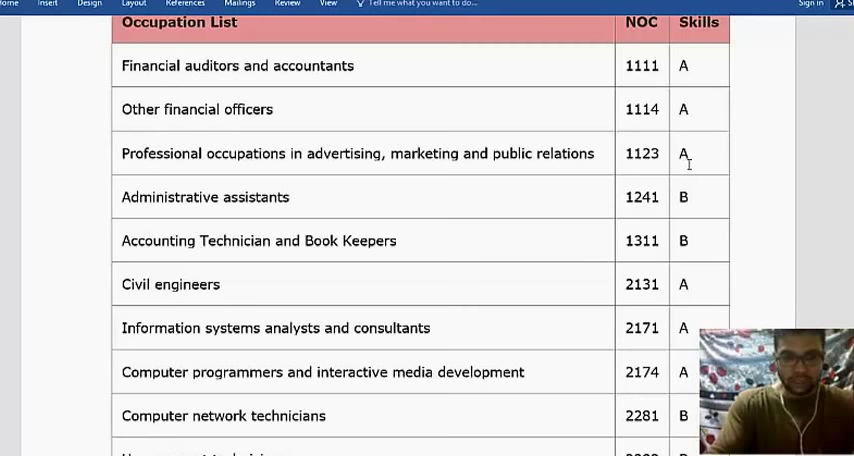 Home Insert Design Layout References Mailings Review View Tell me what you want to do... Sign in
Occupation List NOC Skills
Financial auditors and accountants 1111 A
Other financial officers 1114 A
Professional occupations in advertising, marketing and public relations 1123 A
Administrative assistants 1241 B
Accounting Technician and Book Keepers 1311 B
Civil engineers 2131 A
Information systems analysts and consultants 2171 A
Computer programmers and interactive media development 2174 A
Computer network technicians 2281 B